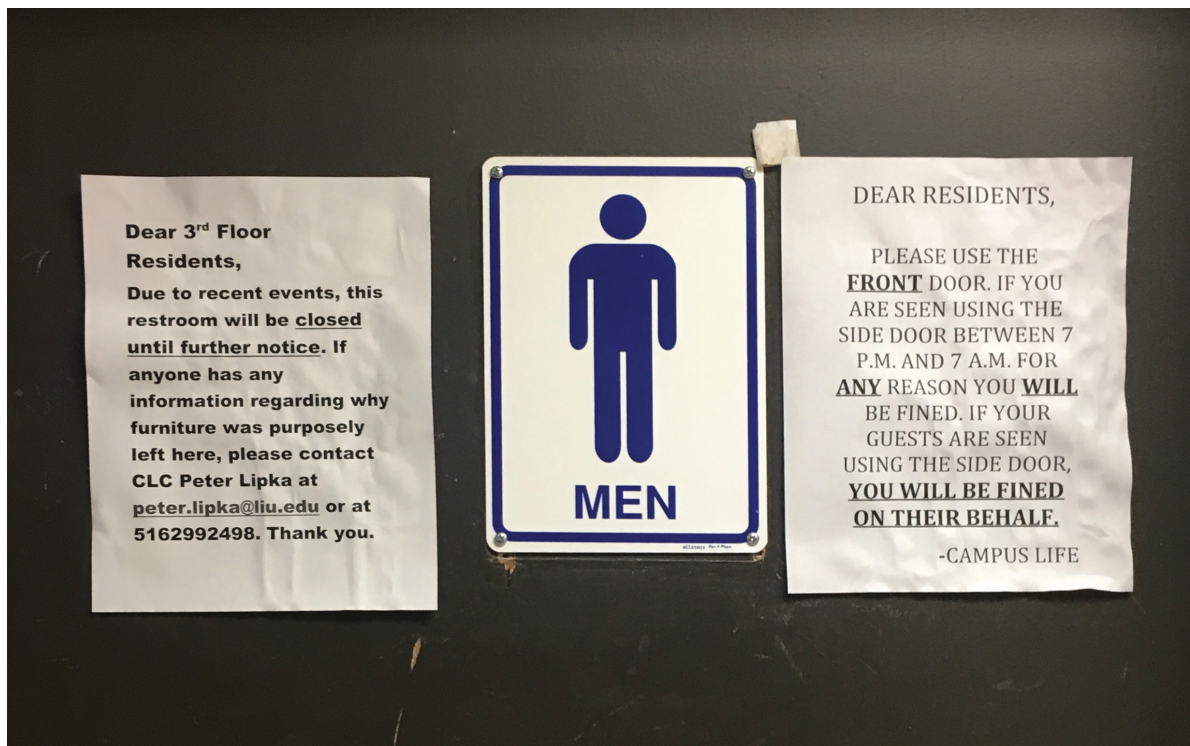 Dear 3rd Floor
Residents,
Due to recent events, this
restroom will be closed
until further notice. If
anyone has any
information regarding why
furniture was purposely
left here, please contact
CLC Peter Lipka at
peter.lipka@liu.edu or at
5162992498. Thank you.
MEN
DEAR RESIDENTS,
PLEASE USE THE
FRONT DOOR. IF YOU
ARE SEEN USING THE
SIDE DOOR BETWEEN 7
P.M. AND 7 A.M. FOR
ANY REASON YOU WILL
BE FINED. IF YOUR
GUESTS ARE SEEN
USING THE SIDE DOOR,
YOU WILL BE FINED
ON THEIR BEHALF.
-CAMPUS LIFE